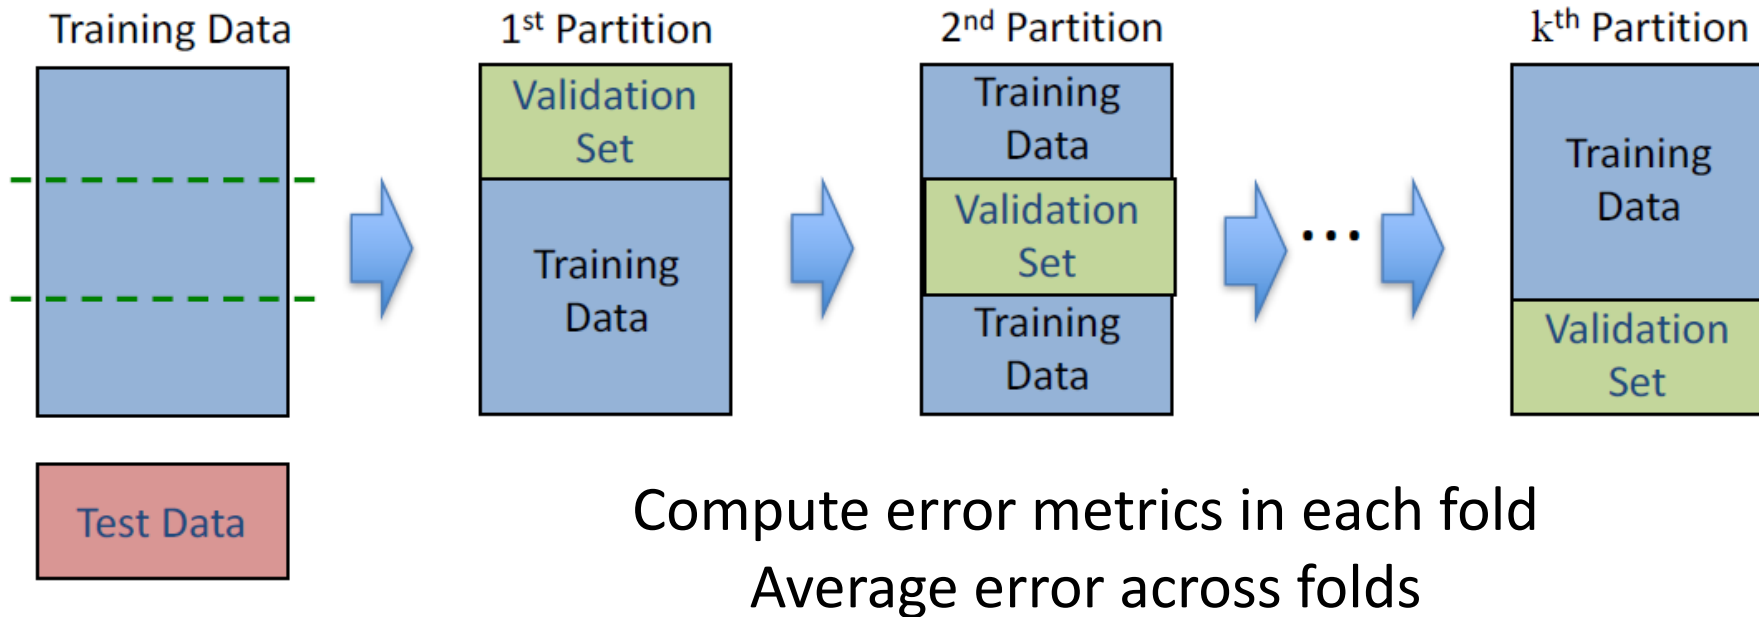 Training Data
1st Partition
2nd Partition
k-th Partition
Validation
Set
Training
Data
Training
Data
Validation
Set
Training
Data
...
Training
Data
Validation
Set
Test Data
Compute error metrics in each fold
Average error across folds